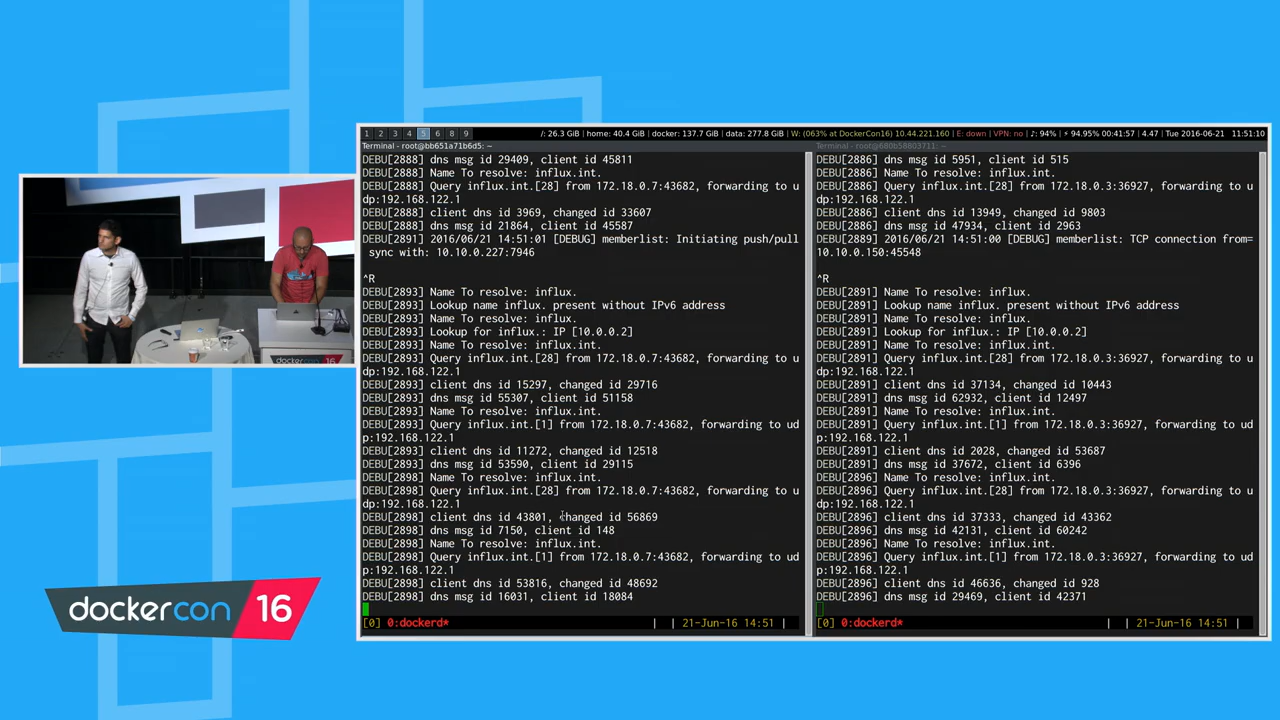 1 2 3 4 5 6 8 9 /: 26.3 GiB | home: 40.4 GiB | docker: 137.7 GiB | data: 277.8 GiB | W: (063% at DockerCon16) 10.44.221.160 | E: down | VPN: no | ♪: 94% | ⚡ 94.95% 00:41:57 | 4.47 | Tue 2016-06-21 | 11:51:10
Terminal - root@bb651a71b6d5: ~
DEBU[2888] dns msg id 29409, client id 45811
DEBU[2888] Name To resolve: influx.int.
DEBU[2888] Query influx.int.[28] from 172.18.0.7:43682, forwarding to u
dp:192.168.122.1
DEBU[2888] client dns id 3969, changed id 33607
DEBU[2888] dns msg id 21864, client id 45587
DEBU[2891] 2016/06/21 14:51:01 [DEBUG] memberlist: Initiating push/pull
sync with: 10.10.0.227:7946
^R
DEBU[2893] Name To resolve: influx.
DEBU[2893] Lookup name influx. present without IPv6 address
DEBU[2893] Name To resolve: influx.
DEBU[2893] Lookup for influx.: IP [10.0.0.2]
DEBU[2893] Name To resolve: influx.int.
DEBU[2893] Query influx.int.[28] from 172.18.0.7:43682, forwarding to u
dp:192.168.122.1
DEBU[2893] client dns id 15297, changed id 29716
DEBU[2893] dns msg id 55307, client id 51158
DEBU[2893] Name To resolve: influx.int.
DEBU[2893] Query influx.int.[1] from 172.18.0.7:43682, forwarding to ud
p:192.168.122.1
DEBU[2893] client dns id 11272, changed id 12518
DEBU[2893] dns msg id 53590, client id 29115
DEBU[2898] Name To resolve: influx.int.
DEBU[2898] Query influx.int.[28] from 172.18.0.7:43682, forwarding to u
dp:192.168.122.1
DEBU[2898] client dns id 43801, changed id 56869
DEBU[2898] dns msg id 7150, client id 148
DEBU[2898] Name To resolve: influx.int.
DEBU[2898] Query influx.int.[1] from 172.18.0.7:43682, forwarding to ud
p:192.168.122.1
DEBU[2898] client dns id 53816, changed id 48692
DEBU[2898] dns msg id 16031, client id 18084
[0] 0:dockerd* | | 21-Jun-16 14:51 |
Terminal - root@680b58803711: ~
DEBU[2886] dns msg id 5951, client id 515
DEBU[2886] Name To resolve: influx.int.
DEBU[2886] Query influx.int.[28] from 172.18.0.3:36927, forwarding to u
dp:192.168.122.1
DEBU[2886] client dns id 13949, changed id 9803
DEBU[2886] dns msg id 47934, client id 2963
DEBU[2889] 2016/06/21 14:51:00 [DEBUG] memberlist: TCP connection from=
10.10.0.150:45548
^R
DEBU[2891] Name To resolve: influx.
DEBU[2891] Lookup name influx. present without IPv6 address
DEBU[2891] Name To resolve: influx.
DEBU[2891] Lookup for influx.: IP [10.0.0.2]
DEBU[2891] Name To resolve: influx.int.
DEBU[2891] Query influx.int.[28] from 172.18.0.3:36927, forwarding to u
dp:192.168.122.1
DEBU[2891] client dns id 37134, changed id 10443
DEBU[2891] dns msg id 62932, client id 12497
DEBU[2891] Name To resolve: influx.int.
DEBU[2891] Query influx.int.[1] from 172.18.0.3:36927, forwarding to ud
p:192.168.122.1
DEBU[2891] client dns id 2028, changed id 53687
DEBU[2891] dns msg id 37672, client id 6396
DEBU[2896] Name To resolve: influx.int.
DEBU[2896] Query influx.int.[28] from 172.18.0.3:36927, forwarding to u
dp:192.168.122.1
DEBU[2896] client dns id 37333, changed id 43362
DEBU[2896] dns msg id 42131, client id 60242
DEBU[2896] Name To resolve: influx.int.
DEBU[2896] Query influx.int.[1] from 172.18.0.3:36927, forwarding to ud
p:192.168.122.1
DEBU[2896] client dns id 46636, changed id 928
DEBU[2896] dns msg id 29469, client id 42371
[0] 0:dockerd* | | 21-Jun-16 14:51 |
dockercon 16
dockercon 16